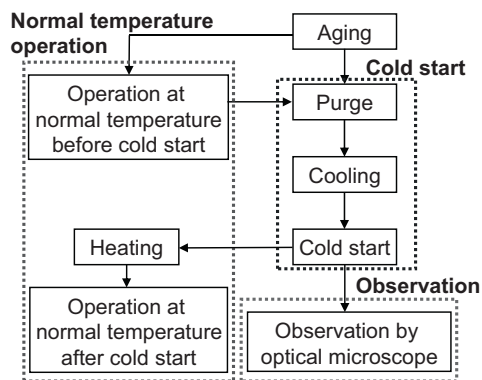 Normal temperature
operation
Aging
Cold start
Operation at
normal temperature
before cold start
Purge
Cooling
Heating
Cold start
Observation
Operation at
normal temperature
after cold start
Observation by
optical microscope